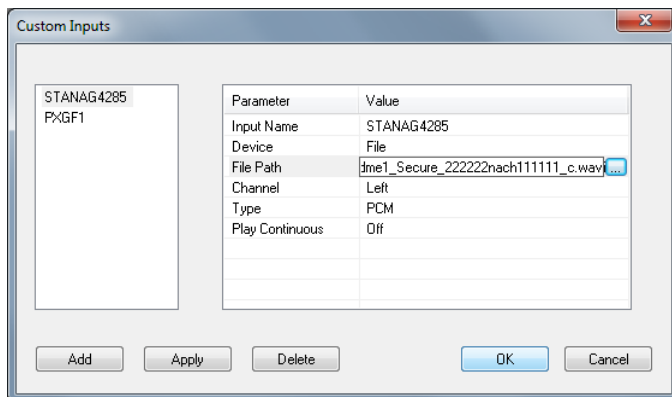 Custom Inputs
STANAG4285
PXGF1
Parameter Value
Input Name STANAG4285
Device File
File Path dme1_Secure_222222nach111111_c.wav ...
Channel Left
Type PCM
Play Continuous Off
Add Apply Delete OK Cancel